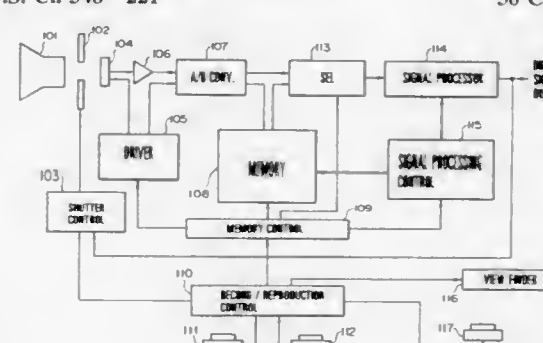 101
102
104
106
107
A/D CONV.
113
SEL
114
SIGNAL PROCESSOR
105
DRIVER
108
MEMORY
115
SIGNAL PROCESSING
CONTROL
103
SHUTTER
CONTROL
109
MEMORY CONTROL
110
RECORD / REPRODUCTION
CONTROL
VIEW FINDER
116
111
112
117